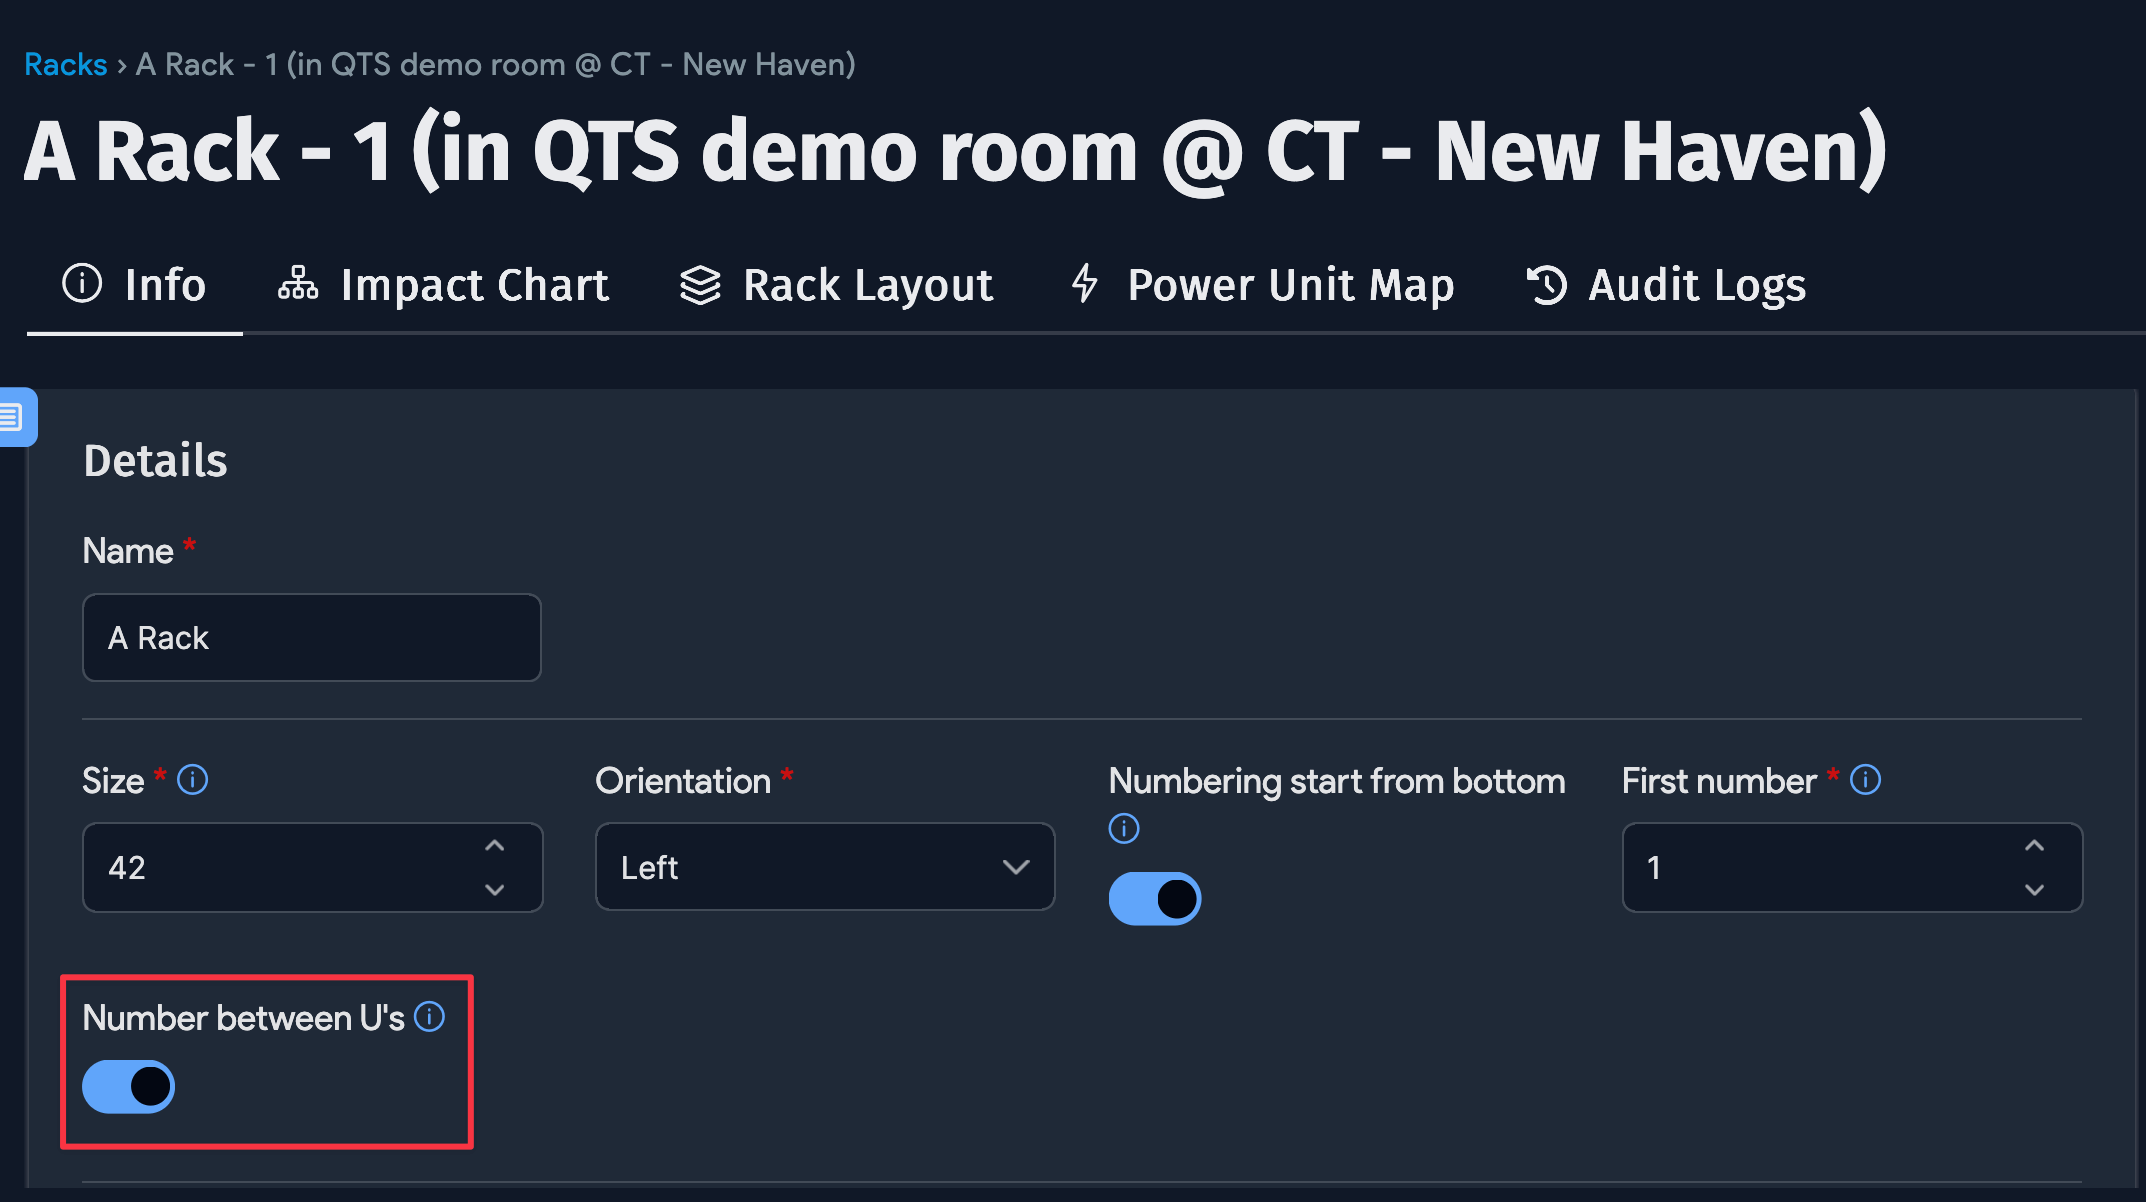 Racks › A Rack - 1 (in QTS demo room @ CT - New Haven)
A Rack - 1 (in QTS demo room @ CT - New Haven)
Info Impact Chart Rack Layout Power Unit Map Audit Logs
Details
Name *
A Rack
Size * Orientation * Numbering start from bottom First number *
42 Left 1
Number between U's